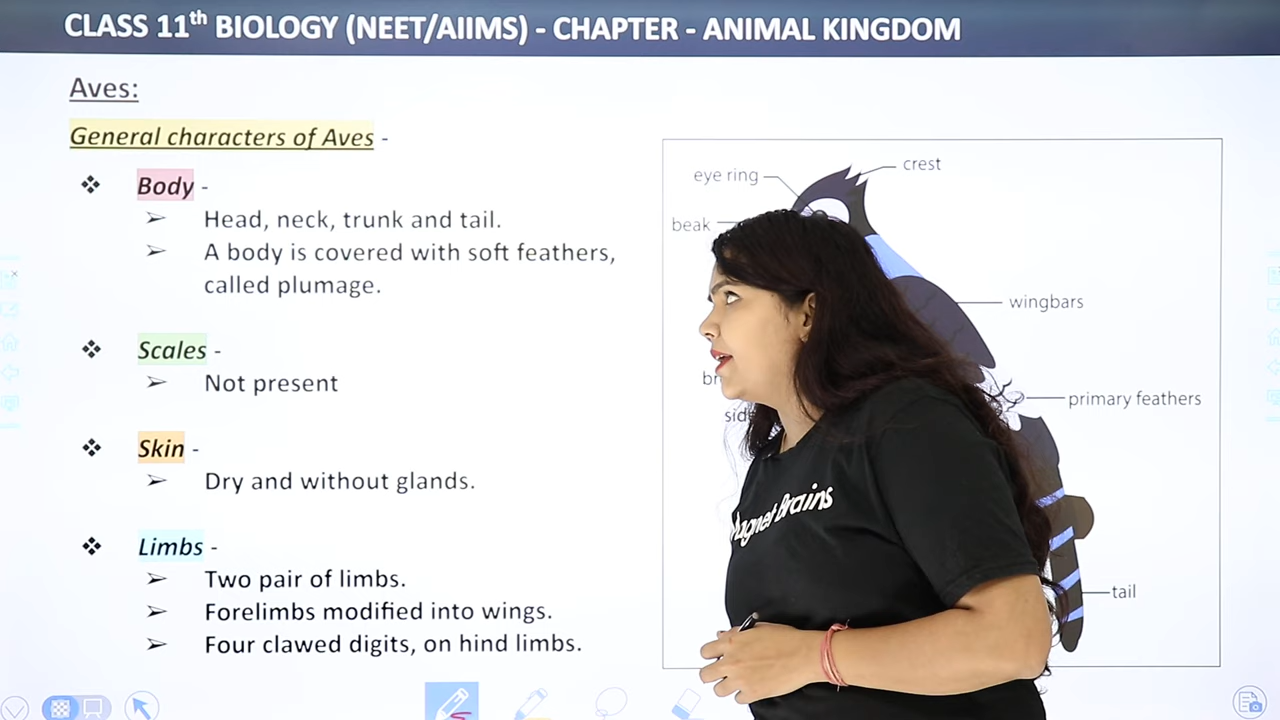 CLASS 11th BIOLOGY (NEET/AIIMS) - CHAPTER - ANIMAL KINGDOM
Aves:
General characters of Aves -
Body -
Head, neck, trunk and tail.
A body is covered with soft feathers,
called plumage.
Scales -
Not present
Skin -
Dry and without glands.
Limbs -
Two pair of limbs.
Forelimbs modified into wings.
Four clawed digits, on hind limbs.
eye ring
crest
beak
wingbars
primary feathers
tail
Brains